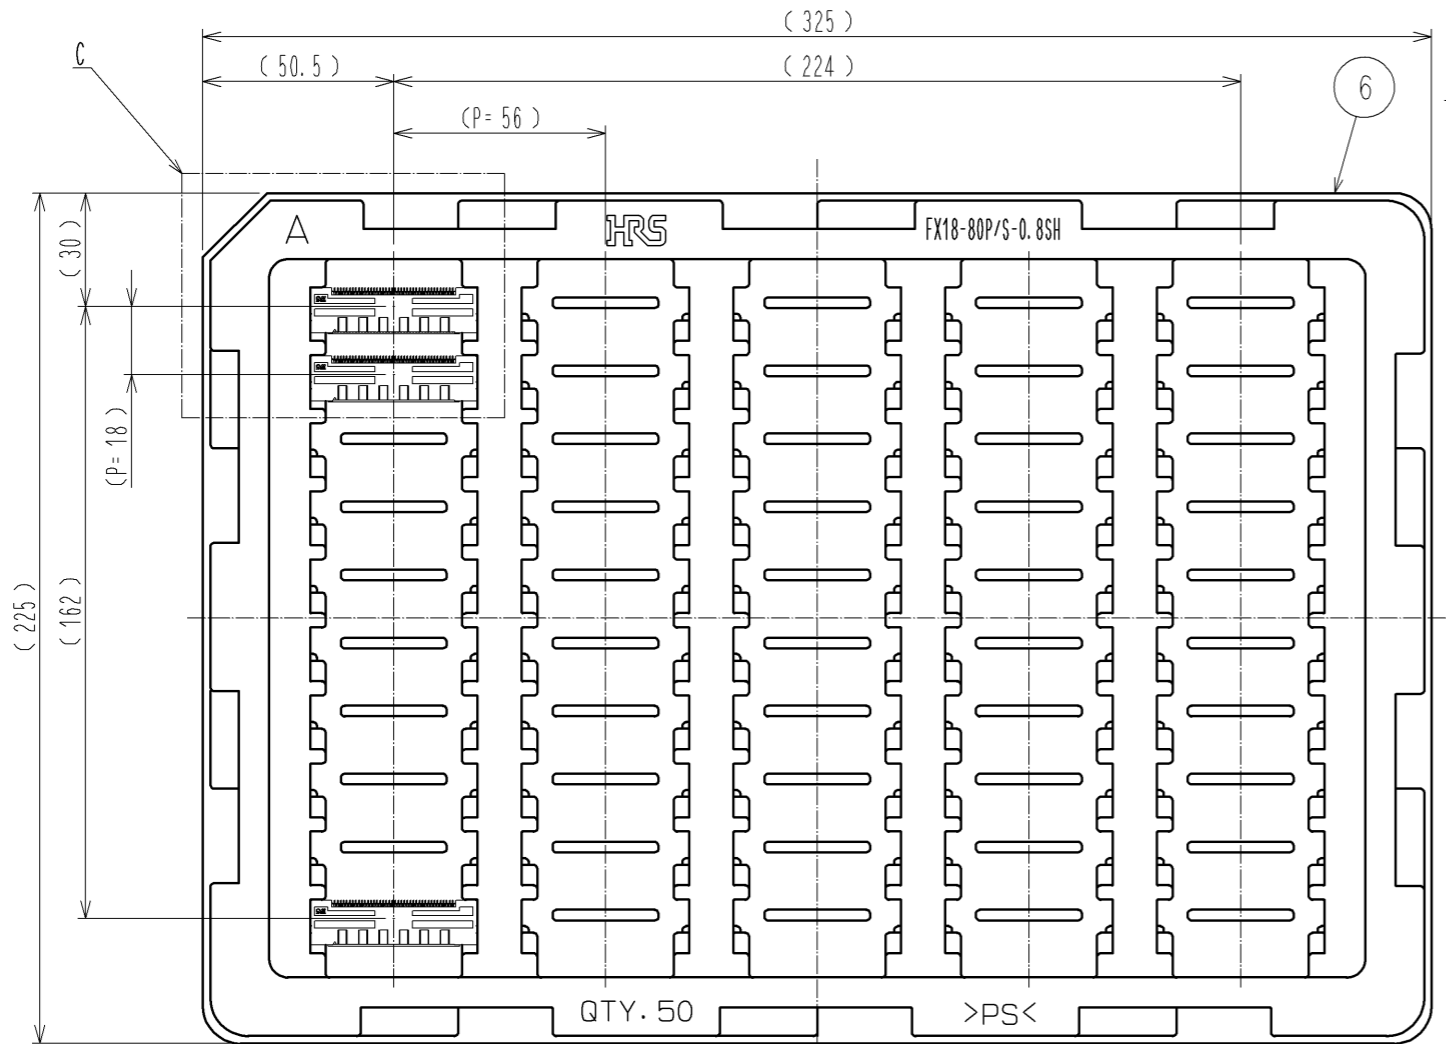 ( 325 )
C
( 50.5 )
( 224 )
6
(P= 56 )
( 30 )
A
HRS
FX18-80P/S-0.8SH
(P= 18 )
( 162 )
( 225 )
QTY. 50
>PS<